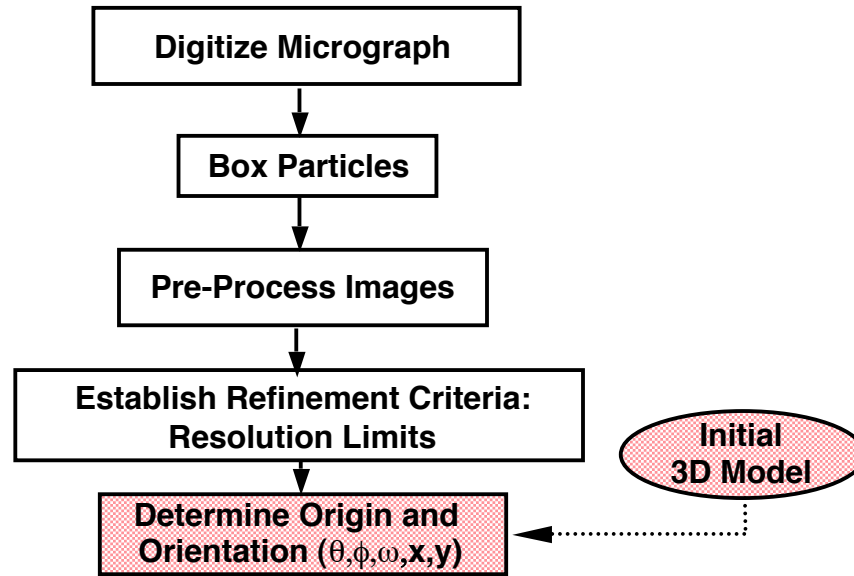 Digitize Micrograph
Box Particles
Pre-Process Images
Establish Refinement Criteria:
Resolution Limits
Initial
3D Model
Determine Origin and
Orientation (θ,ϕ,ω,x,y)